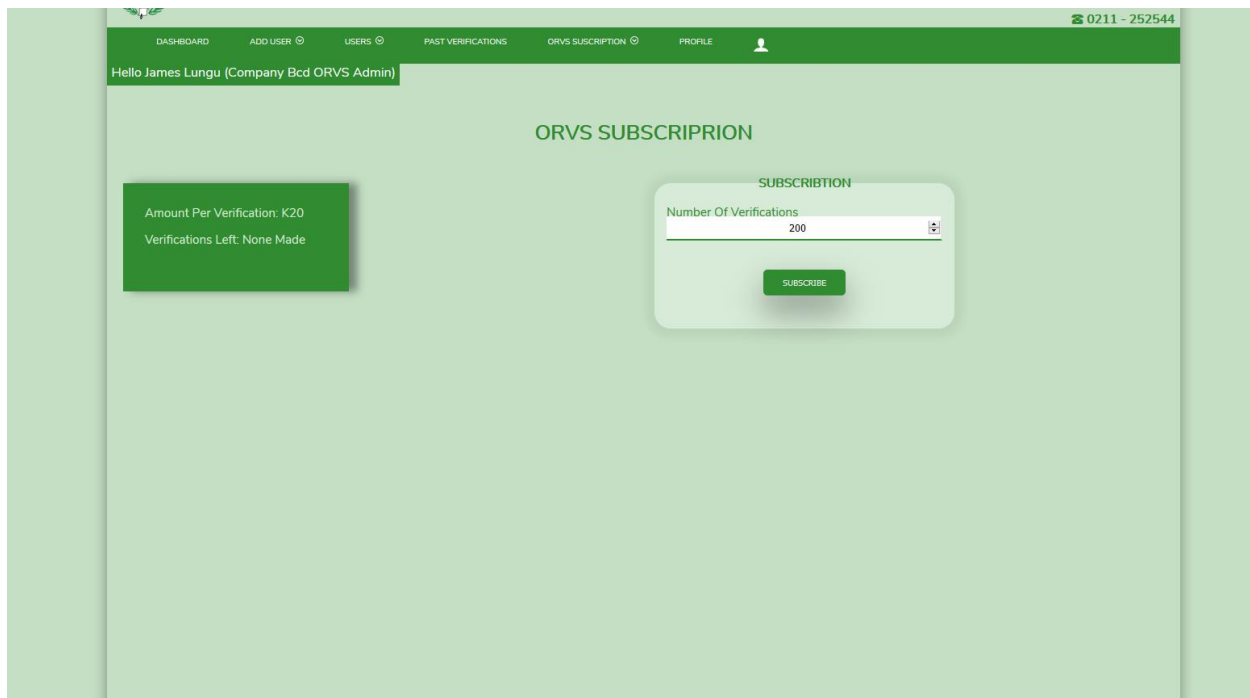 0211 - 252544
DASHBOARD ADD USER USERS PAST VERIFICATIONS ORVS SUSCRIPTION PROFILE
Hello James Lungu (Company Bcd ORVS Admin)
ORVS SUBSCRIPRION
SUBSCRIBTION
Amount Per Verification: K20
Verifications Left: None Made
Number Of Verifications
200
SUBSCRIBE